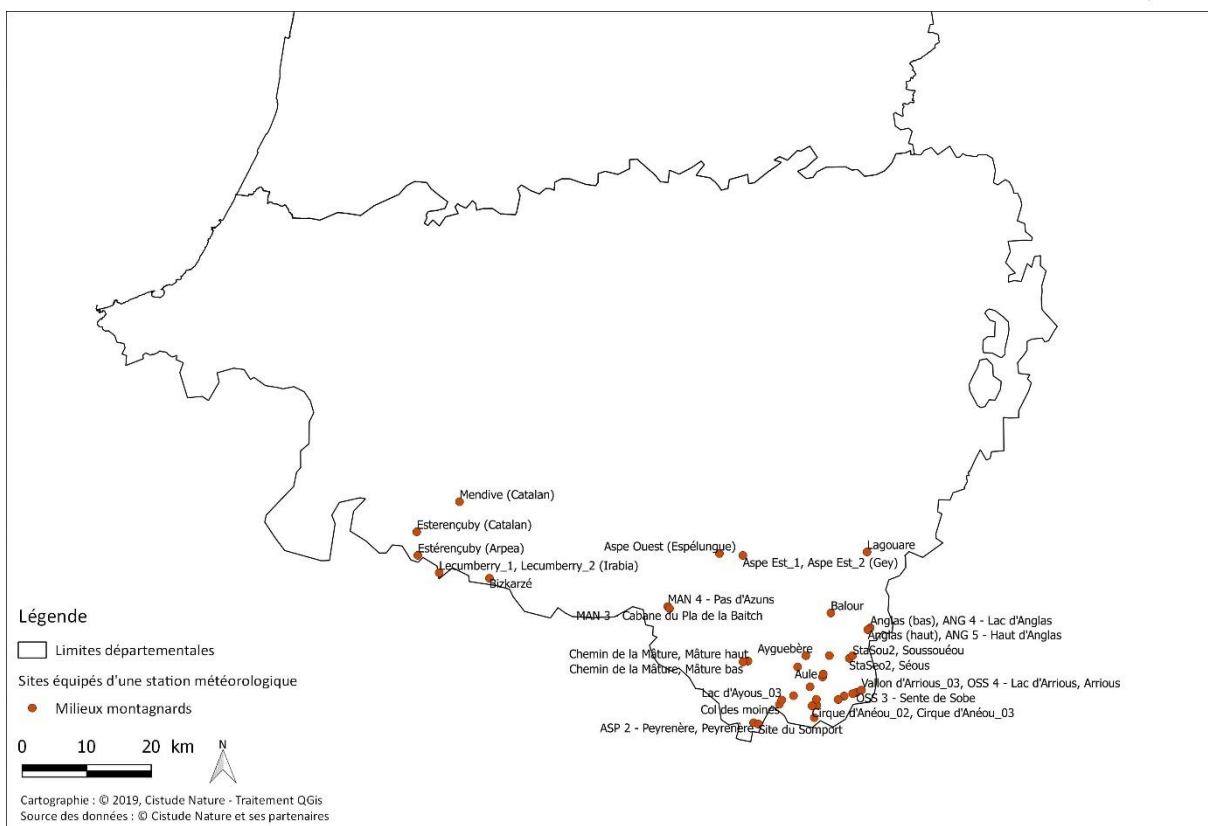 Mendive (Catalan)
Esterençuby (Catalan)
Estérençuby (Arpea)
Lecumberry_1, Lecumberry_2 (Irabia)
Bizkarzé
Aspe Ouest (Espélungue)
Aspe Est_1, Aspe Est_2 (Gey)
Lagouare
MAN 4 - Pas d'Azuns
MAN 3 - Cabane du Pla de la Baitch
Balour
Anglas (bas), ANG 4 - Lac d'Anglas
Anglas (haut), ANG 5 - Haut d'Anglas
Chemin de la Mâture, Mâture haut
Chemin de la Mâture, Mâture bas
Ayguebère
StaSou2, Soussouéou
StaSeo2, Séous
Aule
Vallon d'Arrious_03, OSS 4 - Lac d'Arrious, Arrious
OSS 3 - Sente de Sobe
Lac d'Ayous_03
Col des moines
Cirque d'Anéou_02, Cirque d'Anéou_03
ASP 2 - Peyrenère, Peyrenère
Site du Somport
Légende
Limites départementales
Sites équipés d'une station météorologique
Milieux montagnards
0 10 20 km
N
Cartographie : © 2019, Cistude Nature - Traitement QGis
Source des données : © Cistude Nature et ses partenaires